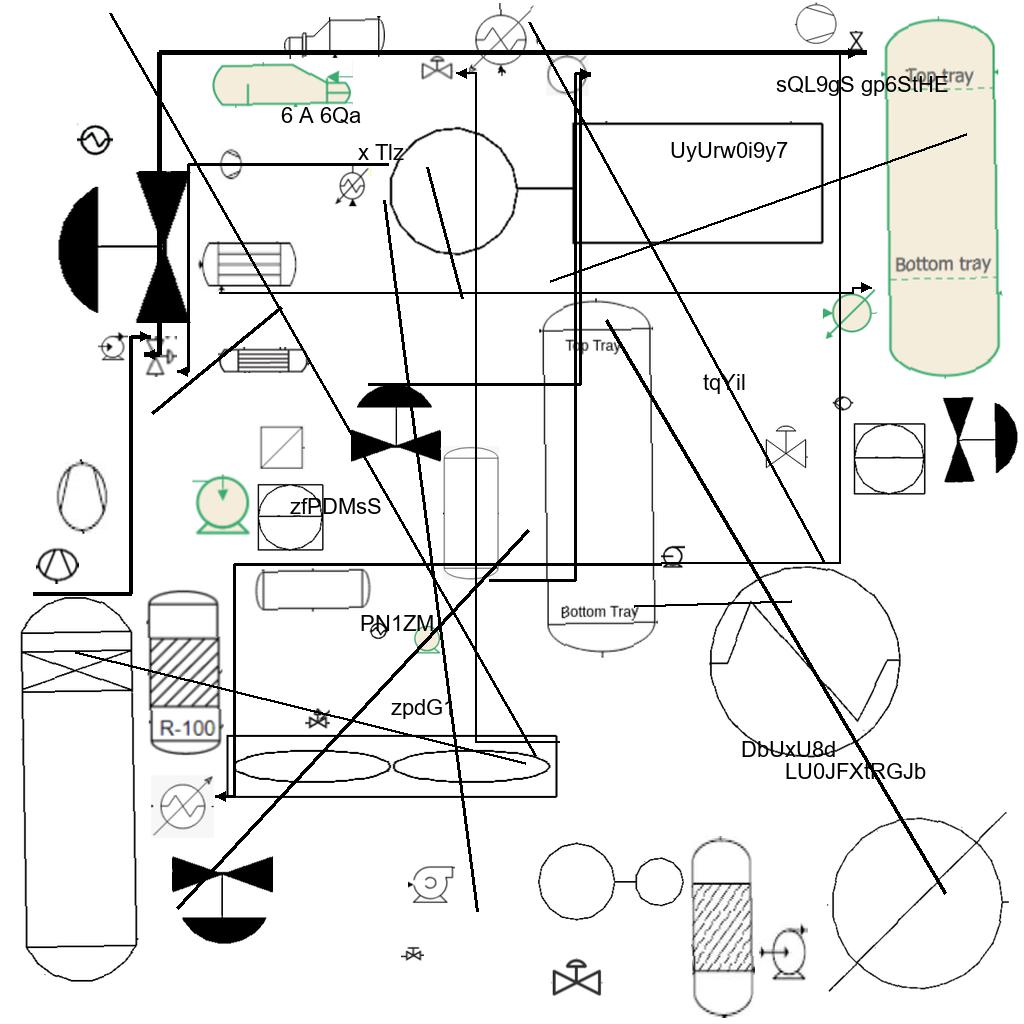 Top tray
sQL9gS gp6StHE
6 A 6Qa
x Tlz
UyUrw0i9y7
Bottom tray
Top Tray
tqYil
zfPDMsS
Bottom Tray
PN1ZM
zpdG1
R-100
DbUxU8d
LU0JFXtRGJb